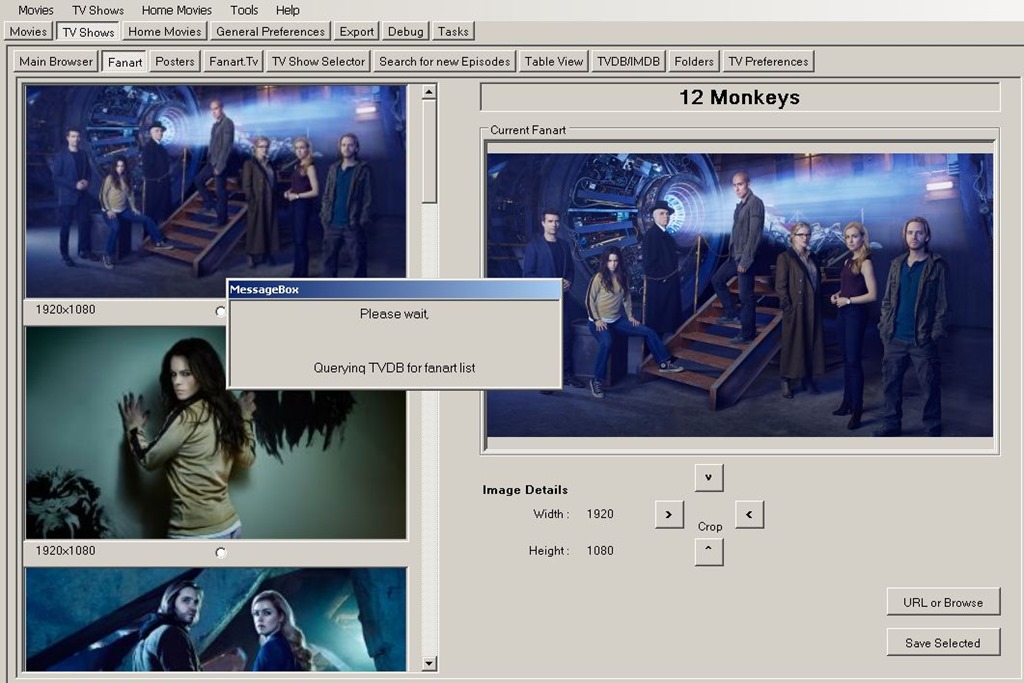 Movies TV Shows Home Movies Tools Help
Movies TV Shows Home Movies General Preferences Export Debug Tasks
Main Browser Fanart Posters Fanart.Tv TV Show Selector Search for new Episodes Table View TVDB/IMDB Folders TV Preferences
12 Monkeys
Current Fanart
1920x1080
MessageBox
Please wait,
Querying TVDB for fanart list
1920x1080
Image Details
Width : 1920
Height : 1080
v
> Crop <
^
URL or Browse
Save Selected